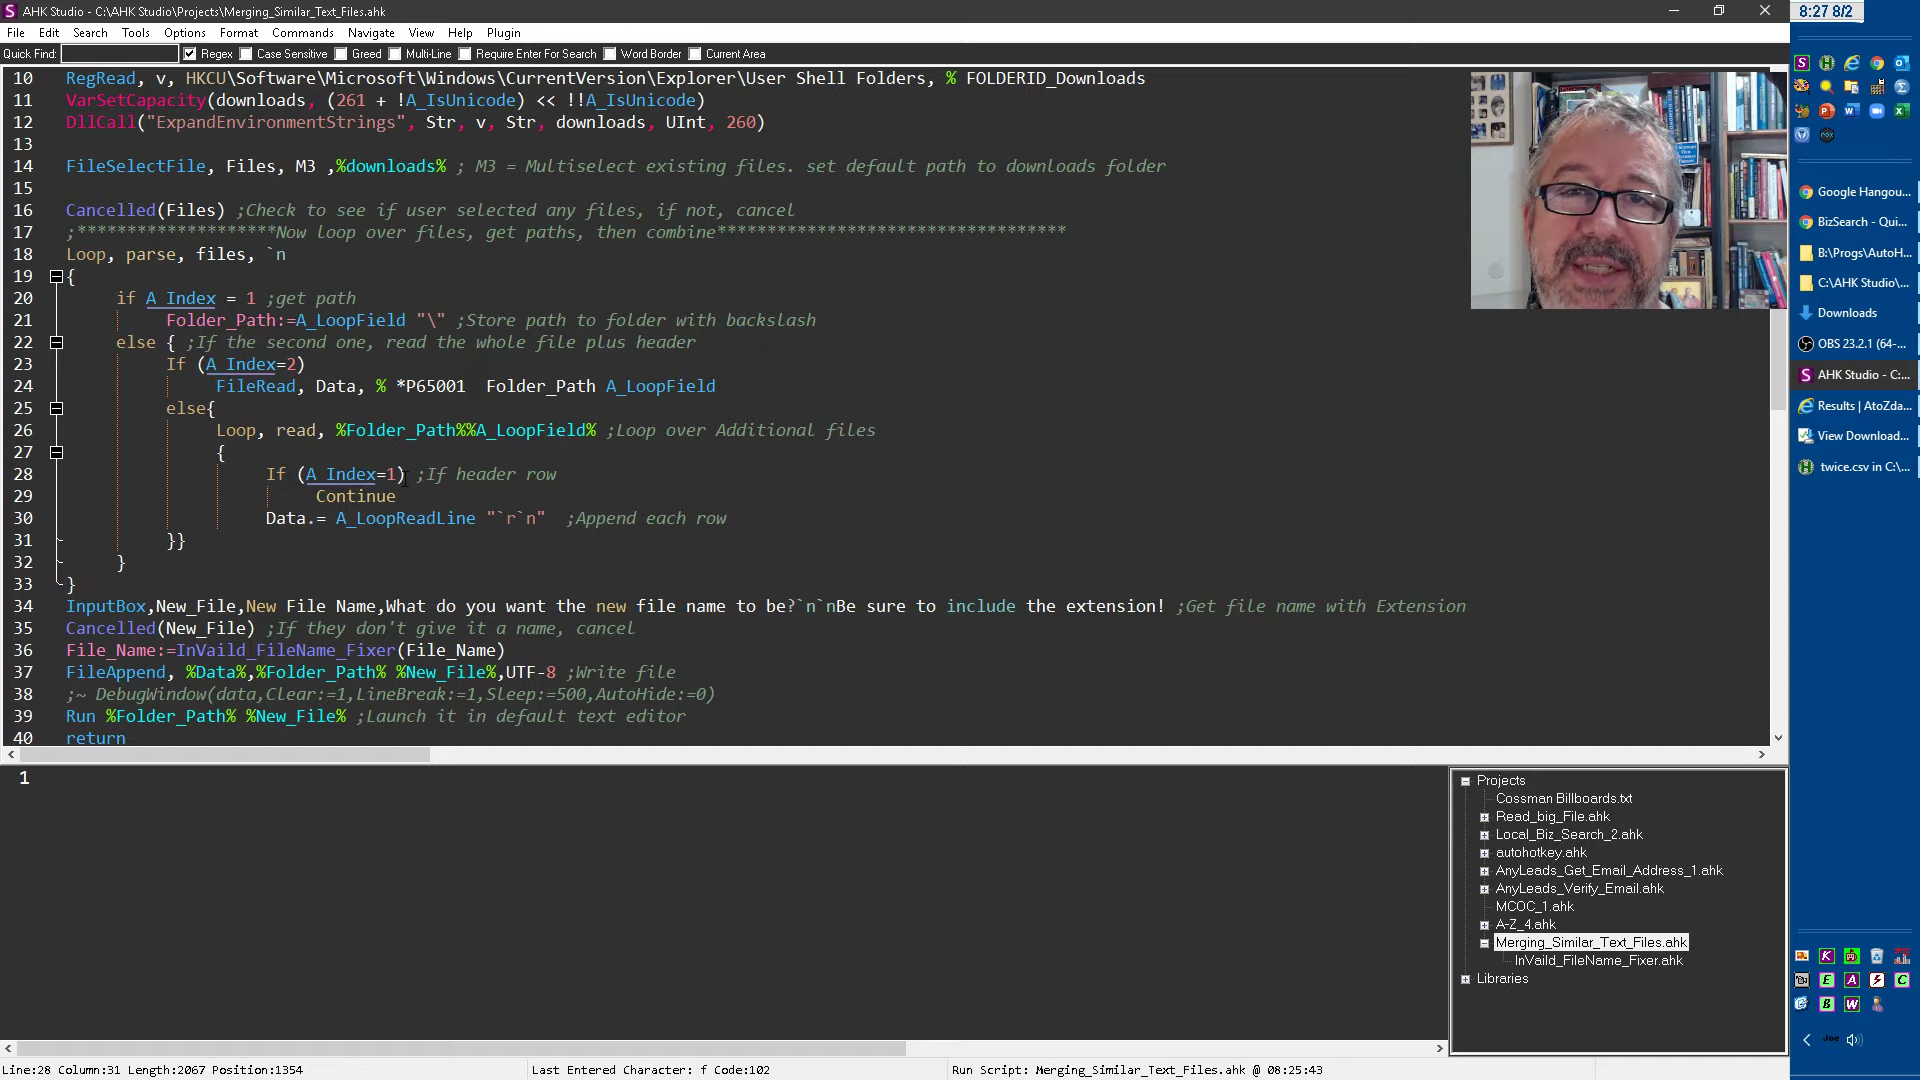 AHK Studio - C:\AHK Studio\Projects\Merging_Similar_Text_Files.ahk
8:27 8/2
File Edit Search Tools Options Format Commands Navigate View Help Plugin
Quick Find: Regex Case Sensitive Greed Multi-Line Require Enter For Search Word Border Current Area
10 RegRead, v, HKCU\Software\Microsoft\Windows\CurrentVersion\Explorer\User Shell Folders, % FOLDERID_Downloads
11 VarSetCapacity(downloads, (261 + !A_IsUnicode) << !!A_IsUnicode)
12 DllCall("ExpandEnvironmentStrings", Str, v, Str, downloads, UInt, 260)
13
14 FileSelectFile, Files, M3 ,%downloads% ; M3 = Multiselect existing files. set default path to downloads folder
15
16 Cancelled(Files) ;Check to see if user selected any files, if not, cancel
17 ;********************Now loop over files, get paths, then combine***********************************
18 Loop, parse, files, `n
19 {
20 if A_Index = 1 ;get path
21 Folder_Path:=A_LoopField "\" ;Store path to folder with backslash
22 else { ;If the second one, read the whole file plus header
23 If (A_Index=2)
24 FileRead, Data, % *P65001 Folder_Path A_LoopField
25 else{
26 Loop, read, %Folder_Path%%A_LoopField% ;Loop over Additional files
27 {
28 If (A_Index=1) ;If header row
29 Continue
30 Data.= A_LoopReadLine "`r`n" ;Append each row
31 }}
32 }
33 }
34 InputBox,New_File,New File Name,What do you want the new file name to be?`n`nBe sure to include the extension! ;Get file name with Extension
35 Cancelled(New_File) ;If they don't give it a name, cancel
36 File_Name:=InVaild_FileName_Fixer(File_Name)
37 FileAppend, %Data%,%Folder_Path% %New_File%,UTF-8 ;Write file
38 ;~ DebugWindow(data,Clear:=1,LineBreak:=1,Sleep:=500,AutoHide:=0)
39 Run %Folder_Path% %New_File% ;Launch it in default text editor
40 return
Google Hangou...
BizSearch - Qui...
B:\Progs\AutoH...
C:\AHK Studio\...
Downloads
OBS 23.2.1 (64-...
AHK Studio - C:...
Results | AtoZda...
View Download...
twice.csv in C:\...
1
Projects
Cossman Billboards.txt
Read_big_File.ahk
Local_Biz_Search_2.ahk
autohotkey.ahk
AnyLeads_Get_Email_Address_1.ahk
AnyLeads_Verify_Email.ahk
MCOC_1.ahk
A-Z_4.ahk
Merging_Similar_Text_Files.ahk
InVaild_FileName_Fixer.ahk
Libraries
Joe
Line:28 Column:31 Length:2067 Position:1354
Last Entered Character: f Code:102
Run Script: Merging_Similar_Text_Files.ahk @ 08:25:43